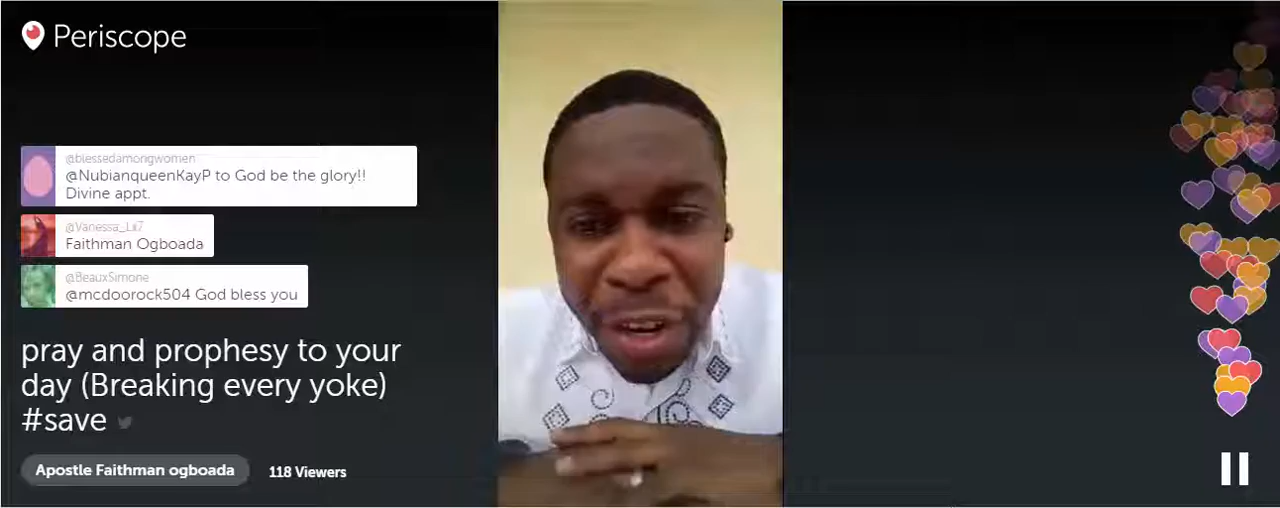 Periscope
@blessedamongwomen
@NubianqueenKayP to God be the glory!!
Divine appt.
@Vanessa_Lii7
Faithman Ogboada
@BeauxSimone
@mcdoorock504 God bless you
pray and prophesy to your
day (Breaking every yoke)
#save
Apostle Faithman ogboada
118 Viewers